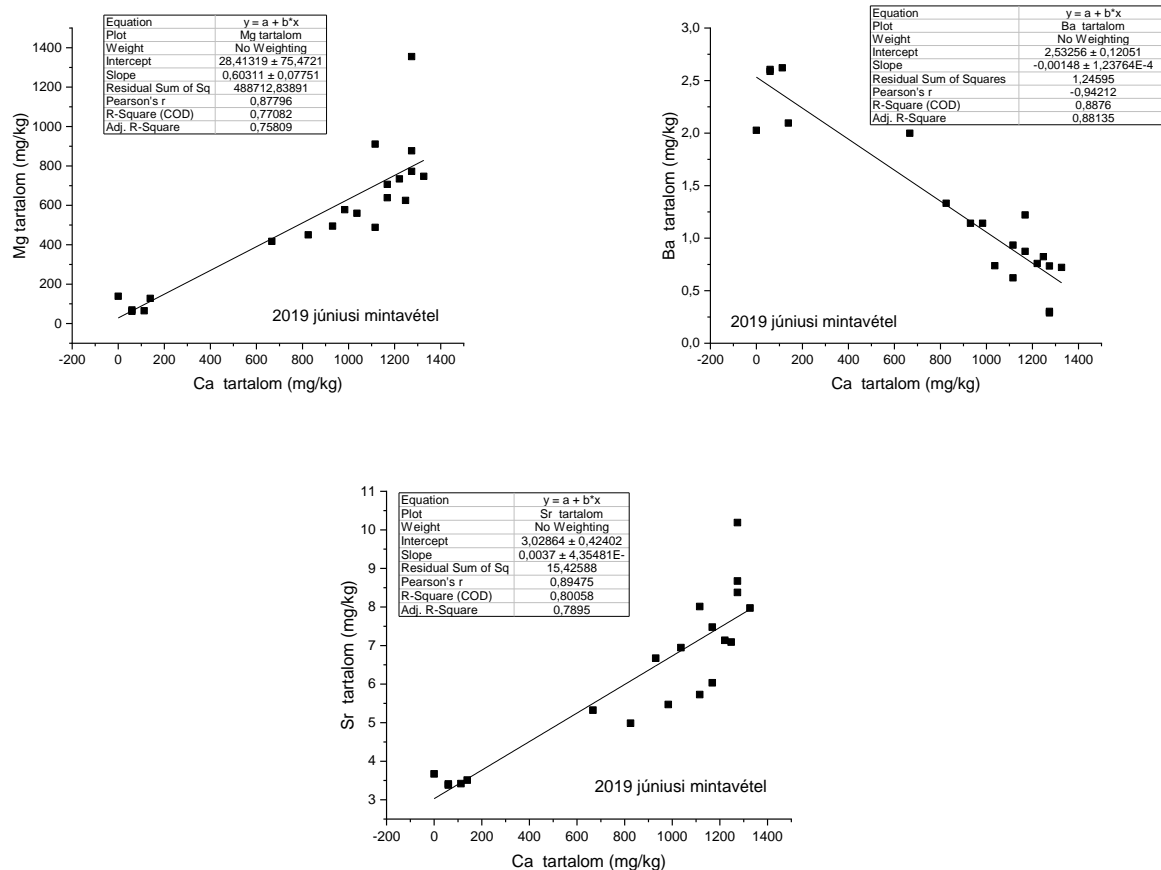 Equation y = a + b*x
Plot Mg tartalom
Weight No Weighting
Intercept 28,41319 ± 75,4721
Slope 0,60311 ± 0,07751
Residual Sum of Sq 488712,83891
Pearson's r 0,87796
R-Square (COD) 0,77082
Adj. R-Square 0,75809
1400
1200
1000
800
600
400
200
0
Mg tartalom (mg/kg)
2019 júniusi mintavétel
-200 0 200 400 600 800 1000 1200 1400
Ca tartalom (mg/kg)
Equation y = a + b*x
Plot Ba tartalom
Weight No Weighting
Intercept 2,53256 ± 0,12051
Slope -0,00148 ± 1,23764E-4
Residual Sum of Squares 1,24595
Pearson's r -0,94212
R-Square (COD) 0,8876
Adj. R-Square 0,88135
3,0
2,5
2,0
1,5
1,0
0,5
0,0
Ba tartalom (mg/kg)
2019 júniusi mintavétel
-200 0 200 400 600 800 1000 1200 1400
Ca tartalom (mg/kg)
Equation y = a + b*x
Plot Sr tartalom
Weight No Weighting
Intercept 3,02864 ± 0,42402
Slope 0,0037 ± 4,35481E-
Residual Sum of Sq 15,42588
Pearson's r 0,89475
R-Square (COD) 0,80058
Adj. R-Square 0,7895
11
10
9
8
7
6
5
4
3
Sr tartalom (mg/kg)
2019 júniusi mintavétel
-200 0 200 400 600 800 1000 1200 1400
Ca tartalom (mg/kg)